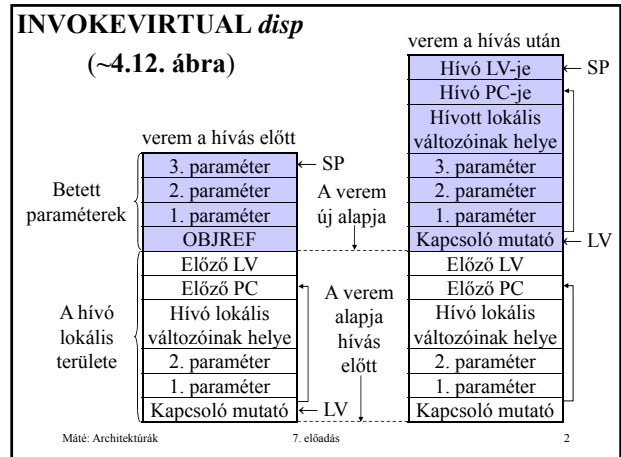 INVOKEVIRTUAL disp
(~4.12. ábra)
verem a hívás előtt
Betett
paraméterek
3. paraméter
← SP
2. paraméter
1. paraméter
OBJREF
A verem
új alapja
A hívó
lokális
területe
Előző LV
Előző PC
Hívó lokális
változóinak helye
2. paraméter
1. paraméter
Kapcsoló mutató
← LV
A verem
alapja
hívás
előtt
verem a hívás után
Hívó LV-je
← SP
Hívó PC-je
Hívott lokális
változóinak helye
3. paraméter
2. paraméter
1. paraméter
Kapcsoló mutató
← LV
Előző LV
Előző PC
Hívó lokális
változóinak helye
2. paraméter
1. paraméter
Kapcsoló mutató
Máté: Architektúrák
7. előadás
2